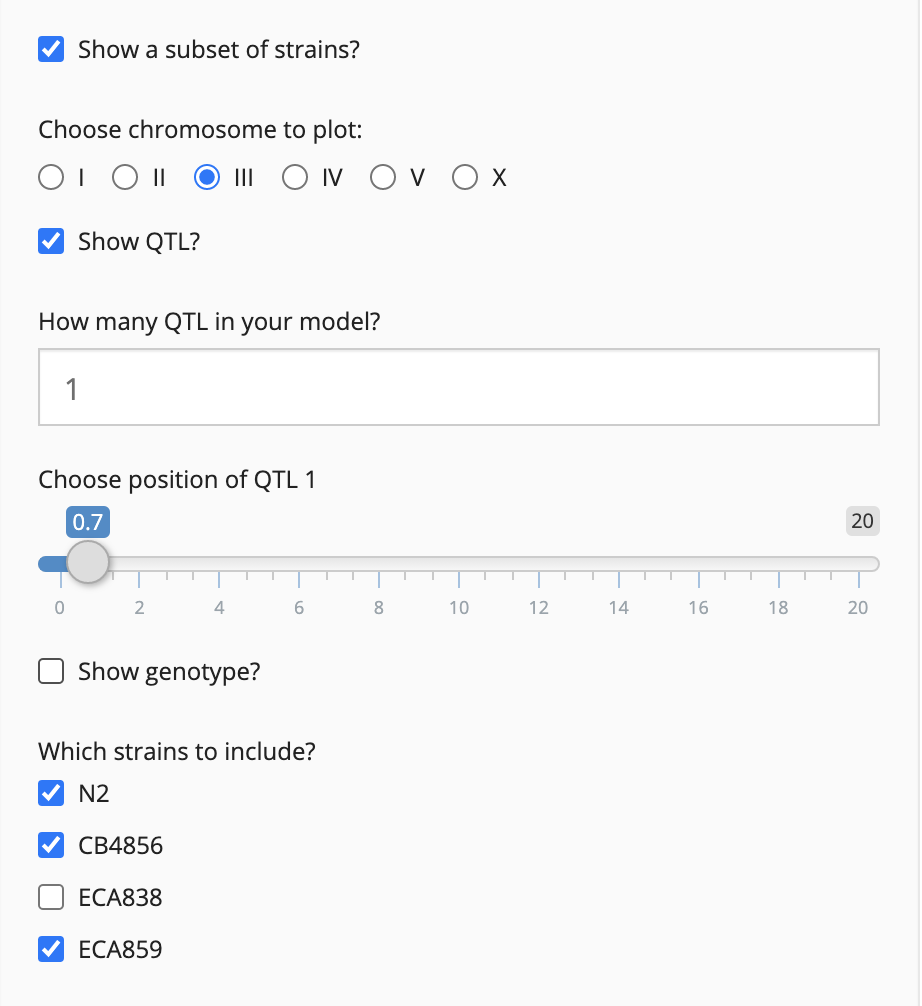 Show a subset of strains?
Choose chromosome to plot:
I II III IV V X
Show QTL?
How many QTL in your model?
1
Choose position of QTL 1
0.7 20
0 2 4 6 8 10 12 14 16 18 20
Show genotype?
Which strains to include?
N2
CB4856
ECA838
ECA859